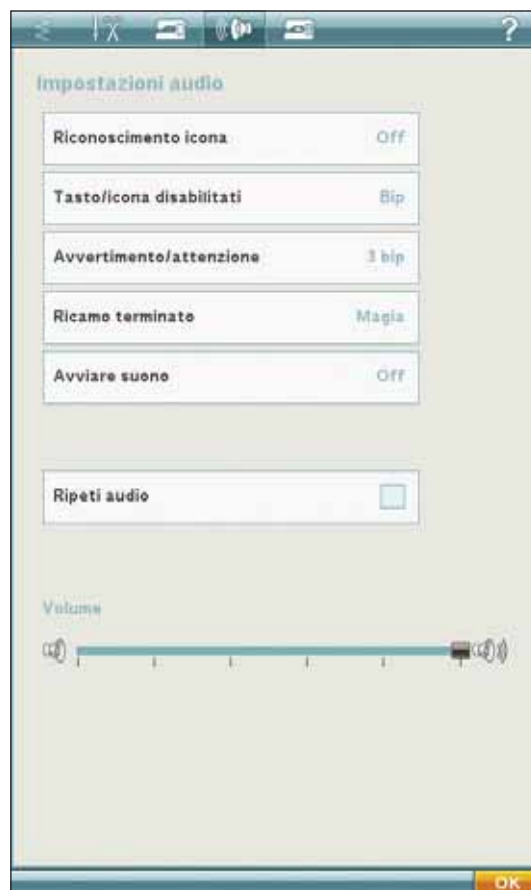 ?
Impostazioni audio
Riconoscimento icona Off
Tasto/icona disabilitati Bip
Avvertimento/attenzione 3 bip
Ricamo terminato Magia
Avviare suono Off
Ripeti audio
Volume
OK